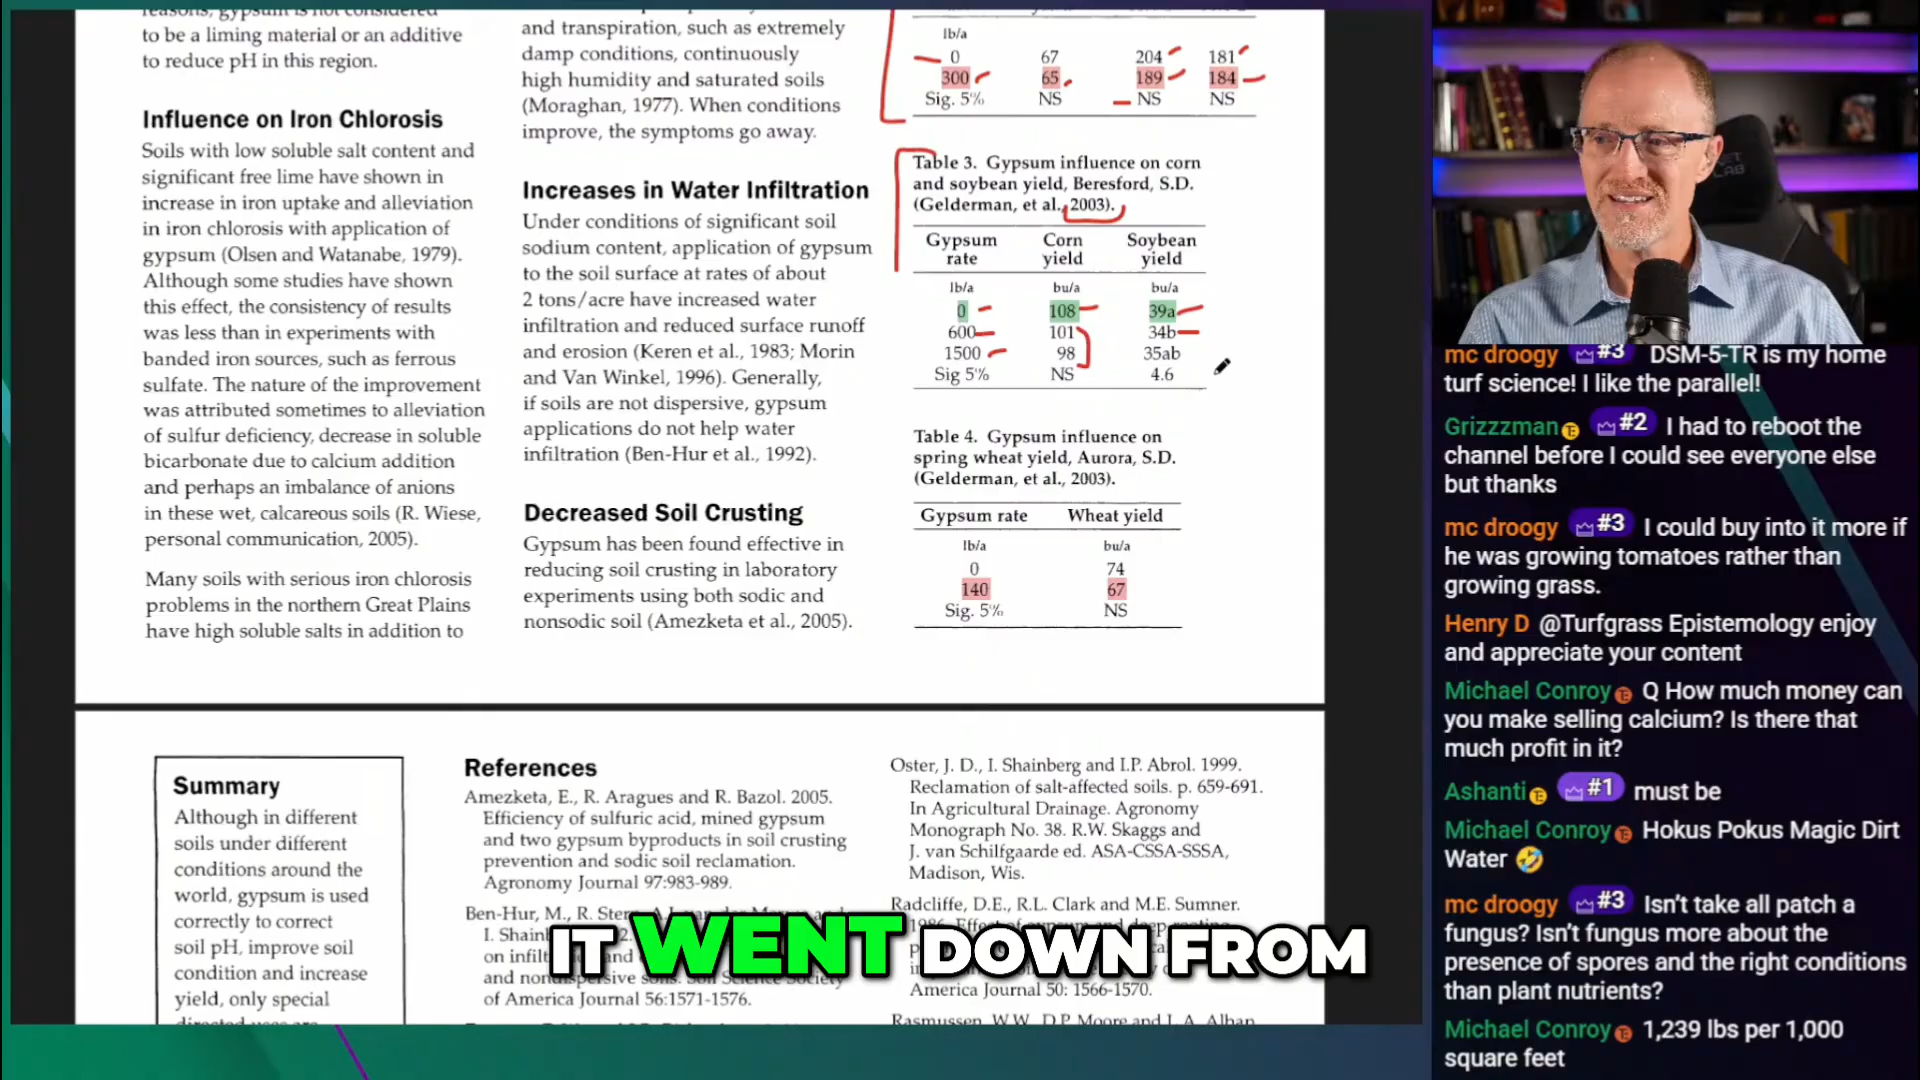 reasons, gypsum is not considered
to be a liming material or an additive
to reduce pH in this region.
Influence on Iron Chlorosis
Soils with low soluble salt content and
significant free lime have shown in
increase in iron uptake and alleviation
in iron chlorosis with application of
gypsum (Olsen and Watanabe, 1979).
Although some studies have shown
this effect, the consistency of results
was less than in experiments with
banded iron sources, such as ferrous
sulfate. The nature of the improvement
was attributed sometimes to alleviation
of sulfur deficiency, decrease in soluble
bicarbonate due to calcium addition
and perhaps an imbalance of anions
in these wet, calcareous soils (R. Wiese,
personal communication, 2005).
Many soils with serious iron chlorosis
problems in the northern Great Plains
have high soluble salts in addition to
and transpiration, such as extremely
damp conditions, continuously
high humidity and saturated soils
(Moraghan, 1977). When conditions
improve, the symptoms go away.
Increases in Water Infiltration
Under conditions of significant soil
sodium content, application of gypsum
to the soil surface at rates of about
2 tons/acre have increased water
infiltration and reduced surface runoff
and erosion (Keren et al., 1983; Morin
and Van Winkel, 1996). Generally,
if soils are not dispersive, gypsum
applications do not help water
infiltration (Ben-Hur et al., 1992).
Decreased Soil Crusting
Gypsum has been found effective in
reducing soil crusting in laboratory
experiments using both sodic and
nonsodic soil (Amezketa et al., 2005).
lb/a
0 67 204 181
300 65 189 184
Sig. 5% NS NS NS
Table 3. Gypsum influence on corn
and soybean yield, Beresford, S.D.
(Gelderman, et al., 2003).
Gypsum Corn Soybean
rate yield yield
lb/a bu/a bu/a
0 108 39a
600 101 34b
1500 98 35ab
Sig 5% NS 4.6
Table 4. Gypsum influence on
spring wheat yield, Aurora, S.D.
(Gelderman, et al., 2003).
Gypsum rate Wheat yield
lb/a bu/a
0 74
140 67
Sig. 5% NS
Summary
Although in different
soils under different
conditions around the
world, gypsum is used
correctly to correct
soil pH, improve soil
condition and increase
yield, only special
References
Amezketa, E., R. Aragues and R. Bazol. 2005.
Efficiency of sulfuric acid, mined gypsum
and two gypsum byproducts in soil crusting
prevention and sodic soil reclamation.
Agronomy Journal 97:983-989.
Ben-Hur, M., R.
I.
on and
and
of America Journal 56:1571-1576.
Oster, J. D., I. Shainberg and I.P. Abrol. 1999.
Reclamation of salt-affected soils. p. 659-691.
In Agricultural Drainage. Agronomy
Monograph No. 38. R.W. Skaggs and
J. van Schilfgaarde ed. ASA-CSSA-SSSA,
Madison, Wis.
Radcliffe, D.E., R.L. Clark and M.E. Sumner.
America Journal 50: 1566-1570.
Rasmussen, W.W., D.P. Moore and L.A. Alban
IT WENT DOWN FROM
mc droogy #3 DSM-5-TR is my home
turf science! I like the parallel!
Grizzzman #2 I had to reboot the
channel before I could see everyone else
but thanks
mc droogy #3 I could buy into it more if
he was growing tomatoes rather than
growing grass.
Henry D @Turfgrass Epistemology enjoy
and appreciate your content
Michael Conroy Q How much money can
you make selling calcium? Is there that
much profit in it?
Ashanti #1 must be
Michael Conroy Hokus Pokus Magic Dirt
Water 🤣
mc droogy #3 Isn't take all patch a
fungus? Isn't fungus more about the
presence of spores and the right conditions
than plant nutrients?
Michael Conroy 1,239 lbs per 1,000
square feet